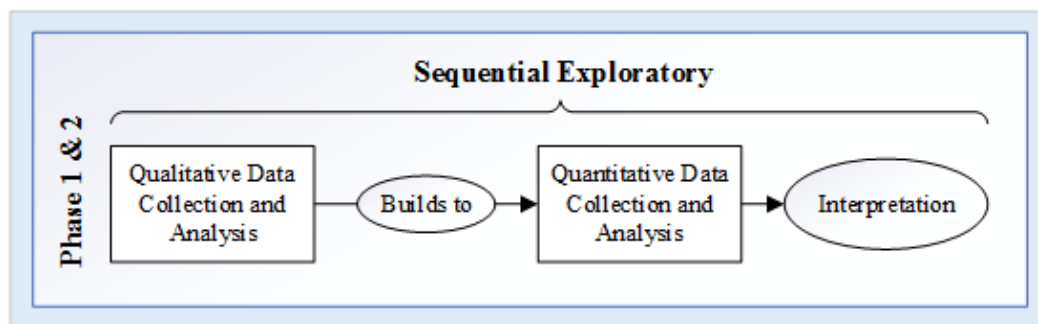 Sequential Exploratory
Phase 1 & 2
Qualitative Data
Collection and
Analysis
Builds to
Quantitative Data
Collection and
Analysis
Interpretation